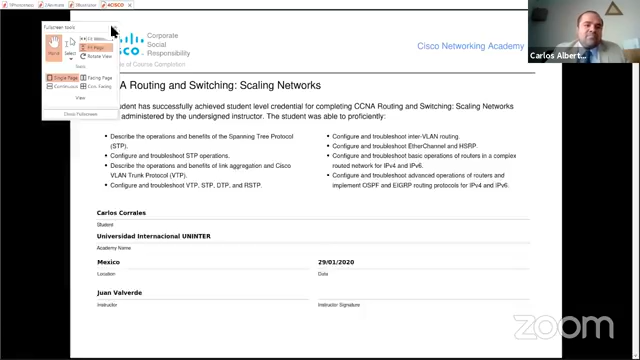 4CISCO
Carlos Albert...
Fullscreen tools
Fit Page
Rotate View
Select
Tools
Single Page
Facing Page
Continuous
View
Close Fullscreen
Corporate
Social
Responsibility
Cisco Networking Academy
of Course Completion
A Routing and Switching: Scaling Networks
student has successfully achieved student level credential for completing CCNA Routing and Switching: Scaling Networks
administered by the undersigned instructor. The student was able to proficiently:
• Describe the operations and benefits of the Spanning Tree Protocol
(STP).
• Configure and troubleshoot STP operations.
• Describe the operations and benefits of link aggregation and Cisco
VLAN Trunk Protocol (VTP).
• Configure and troubleshoot VTP, STP, DTP, and RSTP.
• Configure and troubleshoot inter-VLAN routing.
• Configure and troubleshoot EtherChannel and HSRP.
• Configure and troubleshoot basic operations of routers in a complex
routed network for IPv4 and IPv6.
• Configure and troubleshoot advanced operations of routers and
implement OSPF and EIGRP routing protocols for IPv4 and IPv6.
Carlos Corrales
Student
Universidad Internacional UNINTER
Academy Name
Mexico
29/01/2020
Location
Date
Juan Valverde
Instructor
Instructor Signature
zoom